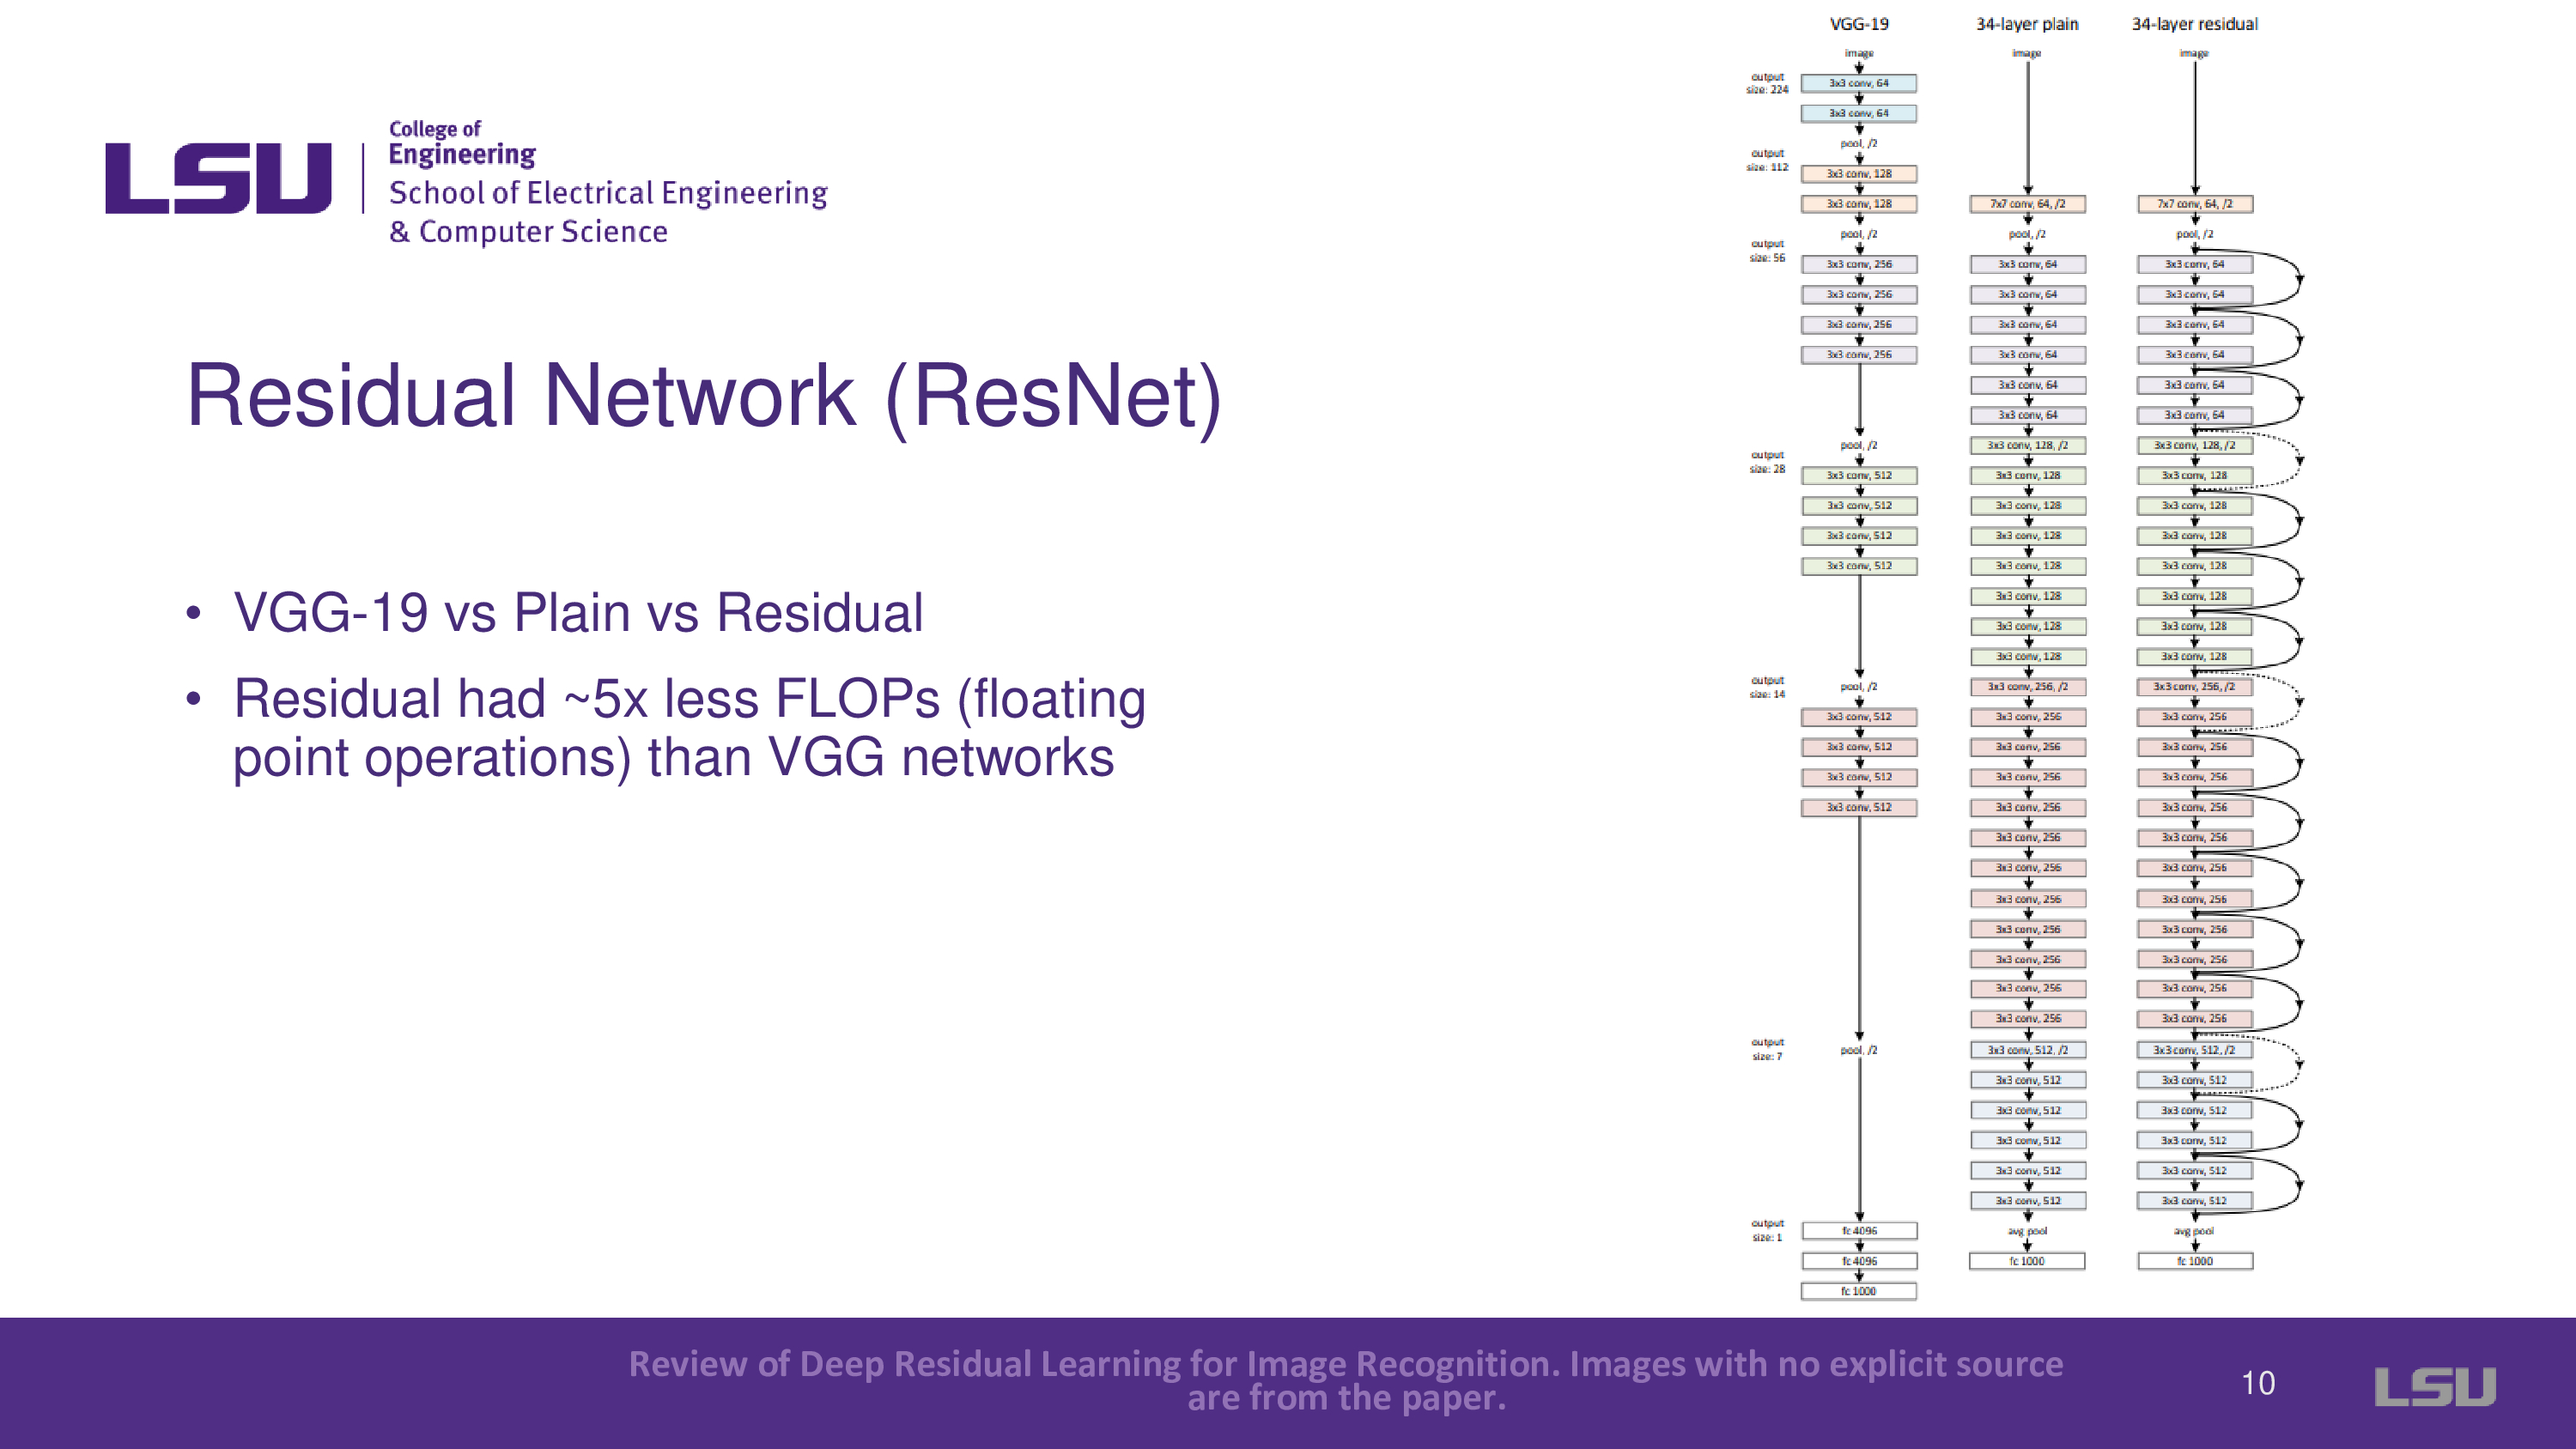 LSU
College of
Engineering
School of Electrical Engineering
& Computer Science
Residual Network (ResNet)
• VGG-19 vs Plain vs Residual
• Residual had ~5x less FLOPs (floating
point operations) than VGG networks
VGG-19
image
output
size: 224
3x3 conv, 64
3x3 conv, 64
pool, /2
output
size: 112
3x3 conv, 128
3x3 conv, 128
pool, /2
output
size: 56
3x3 conv, 256
3x3 conv, 256
3x3 conv, 256
3x3 conv, 256
pool, /2
output
size: 28
3x3 conv, 512
3x3 conv, 512
3x3 conv, 512
3x3 conv, 512
pool, /2
output
size: 14
3x3 conv, 512
3x3 conv, 512
3x3 conv, 512
3x3 conv, 512
pool, /2
output
size: 7
output
size: 1
fc 4096
fc 4096
fc 1000
34-layer plain
image
7x7 conv, 64, /2
pool, /2
3x3 conv, 64
3x3 conv, 64
3x3 conv, 64
3x3 conv, 64
3x3 conv, 64
3x3 conv, 64
3x3 conv, 128, /2
3x3 conv, 128
3x3 conv, 128
3x3 conv, 128
3x3 conv, 128
3x3 conv, 128
3x3 conv, 128
3x3 conv, 128
3x3 conv, 256, /2
3x3 conv, 256
3x3 conv, 256
3x3 conv, 256
3x3 conv, 256
3x3 conv, 256
3x3 conv, 256
3x3 conv, 256
3x3 conv, 256
3x3 conv, 256
3x3 conv, 256
3x3 conv, 256
3x3 conv, 512, /2
3x3 conv, 512
3x3 conv, 512
3x3 conv, 512
3x3 conv, 512
3x3 conv, 512
avg pool
fc 1000
34-layer residual
image
7x7 conv, 64, /2
pool, /2
3x3 conv, 64
3x3 conv, 64
3x3 conv, 64
3x3 conv, 64
3x3 conv, 64
3x3 conv, 64
3x3 conv, 128, /2
3x3 conv, 128
3x3 conv, 128
3x3 conv, 128
3x3 conv, 128
3x3 conv, 128
3x3 conv, 128
3x3 conv, 128
3x3 conv, 256, /2
3x3 conv, 256
3x3 conv, 256
3x3 conv, 256
3x3 conv, 256
3x3 conv, 256
3x3 conv, 256
3x3 conv, 256
3x3 conv, 256
3x3 conv, 256
3x3 conv, 256
3x3 conv, 256
3x3 conv, 512, /2
3x3 conv, 512
3x3 conv, 512
3x3 conv, 512
3x3 conv, 512
3x3 conv, 512
avg pool
fc 1000
Review of Deep Residual Learning for Image Recognition. Images with no explicit source
are from the paper.
10
LSU